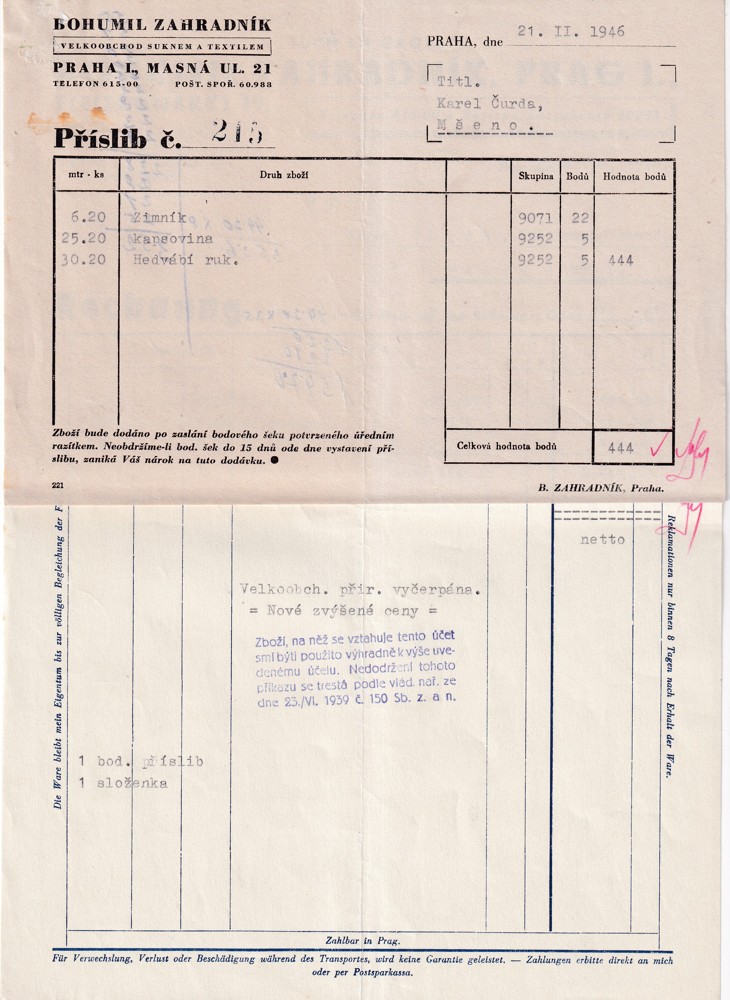 BOHUMIL ZAHRADNÍK
VELKOOBCHOD SUKNEM A TEXTILEM
PRAHA I., MASNÁ UL. 21
TELEFON 615-00 POŠT. SPOŘ. 60.988
PRAHA, dne 21. II. 1946
Titl.
Karel Čurda,
Mšeno.
Příslib č. 215
mtr - ks Druh zboží Skupina Bodů Hodnota bodů
6.20 Zimník 9071 22
25.20 kapsovina 9252 5
30.20 Hedvábí ruk. 9252 5 444
Zboží bude dodáno po zaslání bodového šeku potvrzeného úředním
razítkem. Neobdržíme-li bod. šek do 15 dnů ode dne vystavení pří-
slibu, zaniká Váš nárok na tuto dodávku.
Celková hodnota bodů 444
221
B. ZAHRADNÍK, Praha.
netto
Velkoobch. přir. vyčerpána.
= Nové zvýšené ceny =
Zboží, na něž se vztahuje tento účet
smí býti použito výhradně k výše uve-
denému účelu. Nedodržení tohoto
příkazu se trestá podle vlád. nař. ze
dne 23./VI. 1939 č. 150 Sb. z. a n.
1 bod. příslib
1 složenka
Die Ware bleibt mein Eigentum bis zur völligen Begleichung der F
Reklamationen nur binnen 8 Tagen nach Erhalt der Ware.
Zahlbar in Prag.
Für Verwechslung, Verlust oder Beschädigung während des Transportes, wird keine Garantie geleistet. — Zahlungen erbitte direkt an mich
oder per Postsparkassa.